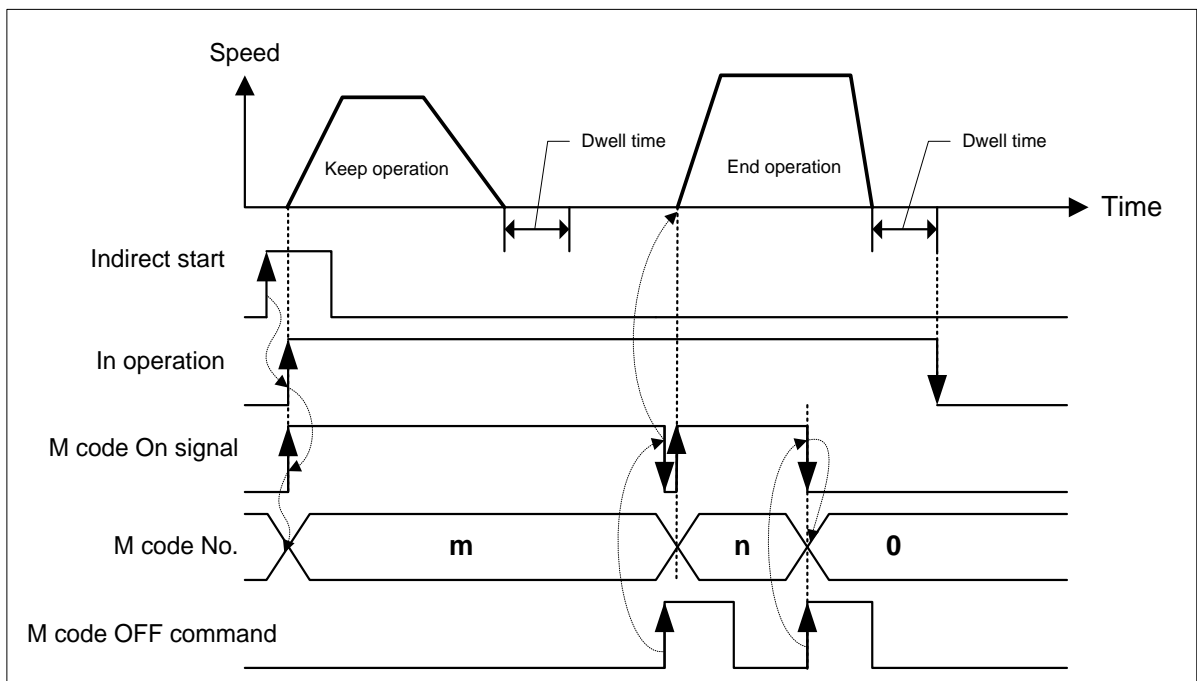 Speed
Dwell time
Dwell time
Keep operation
End operation
Time
Indirect start
In operation
M code On signal
M code No.
m
n
0
M code OFF command